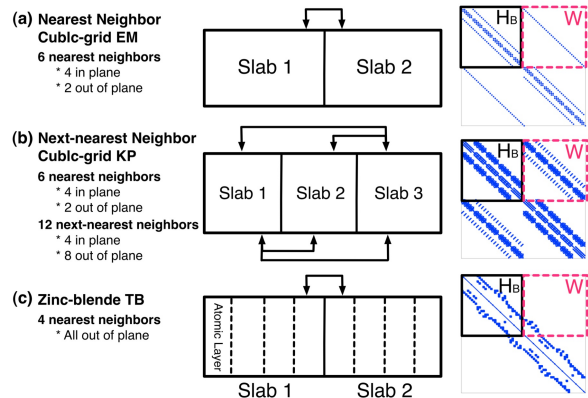 (a) Nearest Neighbor
CubIc-grid EM
6 nearest neighbors
* 4 in plane
* 2 out of plane
Slab 1
Slab 2
HB
W
(b) Next-nearest Neighbor
CubIc-grid KP
6 nearest neighbors
* 4 in plane
* 2 out of plane
12 next-nearest neighbors
* 4 in plane
* 8 out of plane
Slab 1
Slab 2
Slab 3
HB
W
(c) Zinc-blende TB
4 nearest neighbors
* All out of plane
Atomic Layer
Slab 1
Slab 2
HB
W